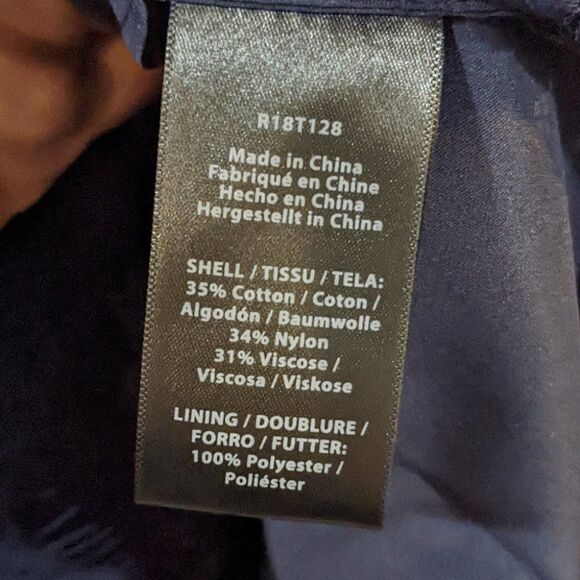 R18T128
Made in China
Fabriqué en Chine
Hecho en China
Hergestellt in China
SHELL / TISSU / TELA:
35% Cotton / Coton /
Algodón / Baumwolle
34% Nylon
31% Viscose /
Viscosa / Viskose
LINING / DOUBLURE /
FORRO / FUTTER:
100% Polyester /
Poliéster